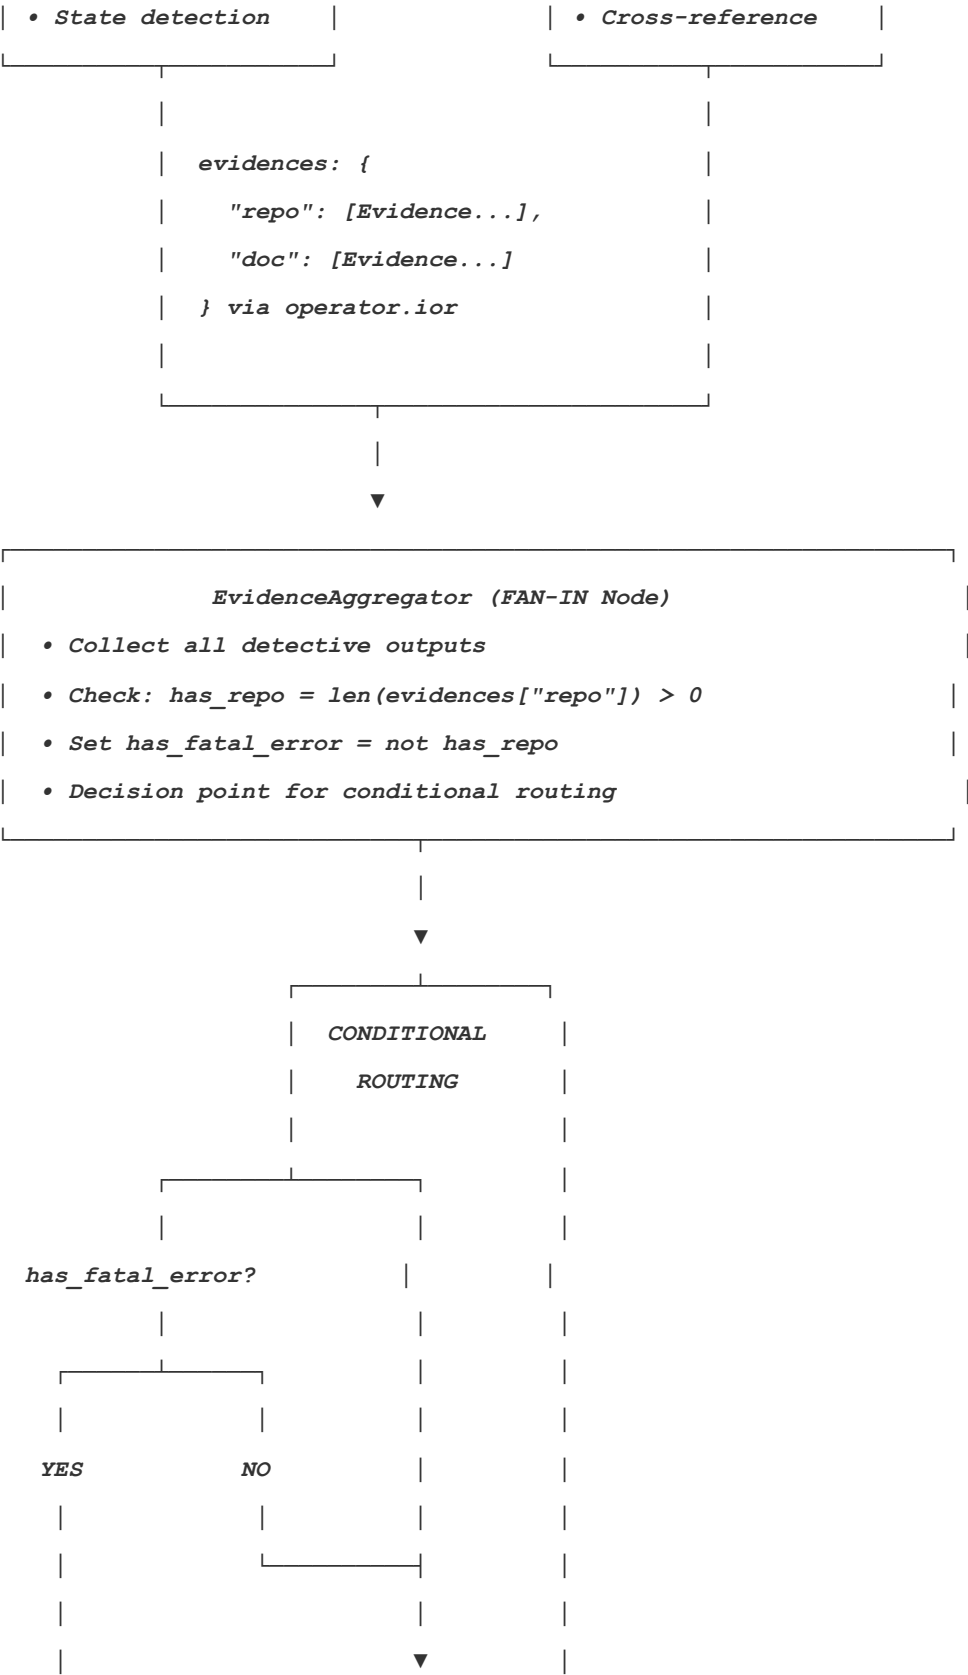 • State detection • Cross-reference
evidences: {
"repo": [Evidence...],
"doc": [Evidence...]
} via operator.ior
EvidenceAggregator (FAN-IN Node)
• Collect all detective outputs
• Check: has_repo = len(evidences["repo"]) > 0
• Set has_fatal_error = not has_repo
• Decision point for conditional routing
CONDITIONAL
ROUTING
has_fatal_error?
YES NO